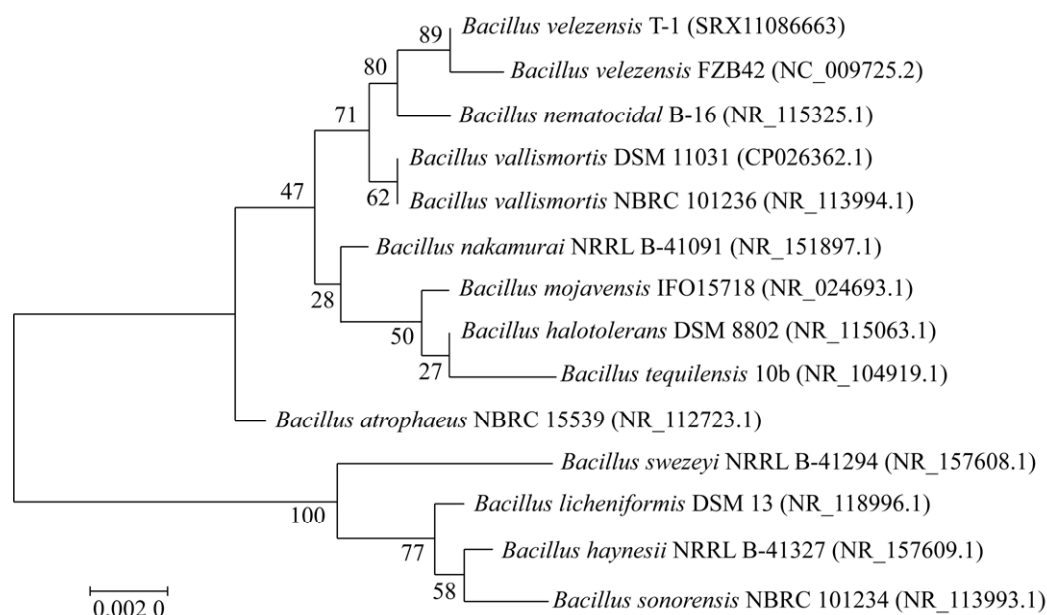 89
Bacillus velezensis T-1 (SRX11086663)
80
Bacillus velezensis FZB42 (NC_009725.2)
71
Bacillus nematocidal B-16 (NR_115325.1)
Bacillus vallismortis DSM 11031 (CP026362.1)
62
Bacillus vallismortis NBRC 101236 (NR_113994.1)
47
Bacillus nakamurai NRRL B-41091 (NR_151897.1)
28
Bacillus mojavensis IFO15718 (NR_024693.1)
50
Bacillus halotolerans DSM 8802 (NR_115063.1)
27
Bacillus tequilensis 10b (NR_104919.1)
Bacillus atrophaeus NBRC 15539 (NR_112723.1)
Bacillus swezeyi NRRL B-41294 (NR_157608.1)
100
Bacillus licheniformis DSM 13 (NR_118996.1)
77
Bacillus haynesii NRRL B-41327 (NR_157609.1)
58
Bacillus sonorensis NBRC 101234 (NR_113993.1)
0.002 0